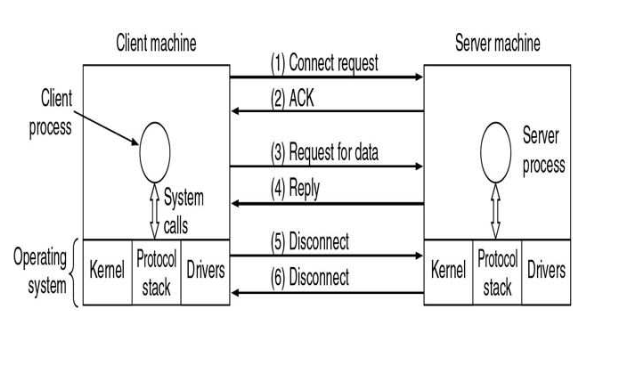 Client machine
Server machine
(1) Connect request
(2) ACK
Client
process
(3) Request for data
Server
process
(4) Reply
System
calls
(5) Disconnect
Operating
system
Kernel
Protocol
stack
Drivers
(6) Disconnect
Kernel
Protocol
stack
Drivers